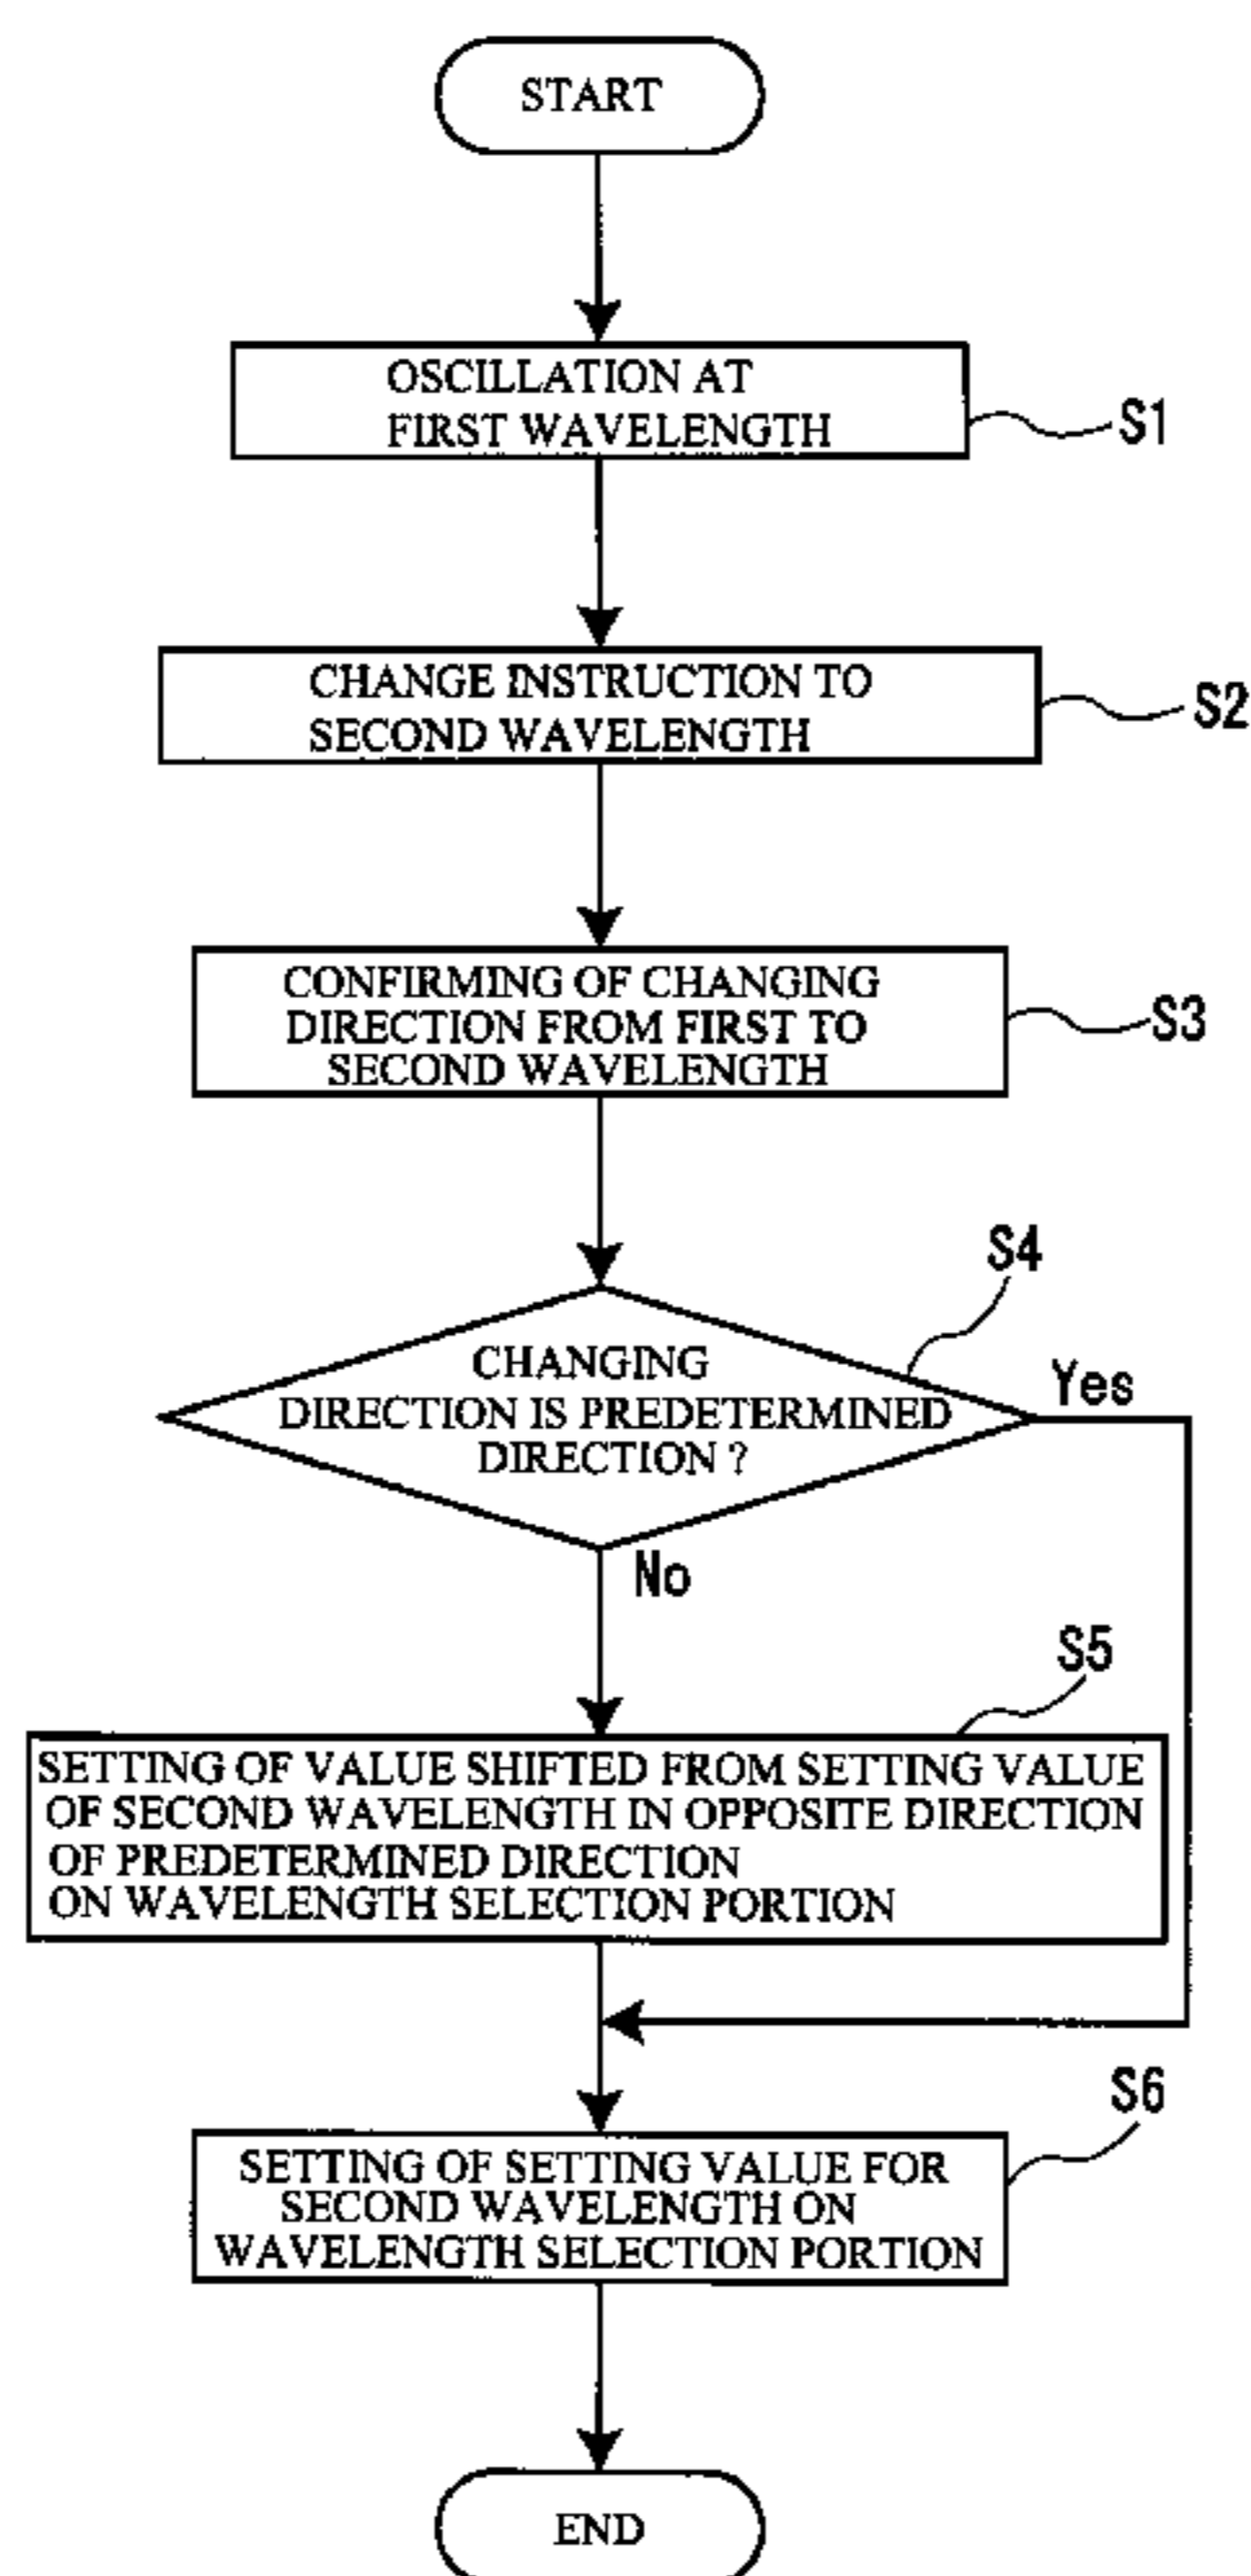 START
OSCILLATION AT
FIRST WAVELENGTH
S1
CHANGE INSTRUCTION TO
SECOND WAVELENGTH
S2
CONFIRMING OF CHANGING
DIRECTION FROM FIRST TO
SECOND WAVELENGTH
S3
S4
CHANGING
DIRECTION IS PREDETERMINED
DIRECTION ?
Yes
No
S5
SETTING OF VALUE SHIFTED FROM SETTING VALUE
OF SECOND WAVELENGTH IN OPPOSITE DIRECTION
OF PREDETERMINED DIRECTION
ON WAVELENGTH SELECTION PORTION
S6
SETTING OF SETTING VALUE FOR
SECOND WAVELENGTH ON
WAVELENGTH SELECTION PORTION
END